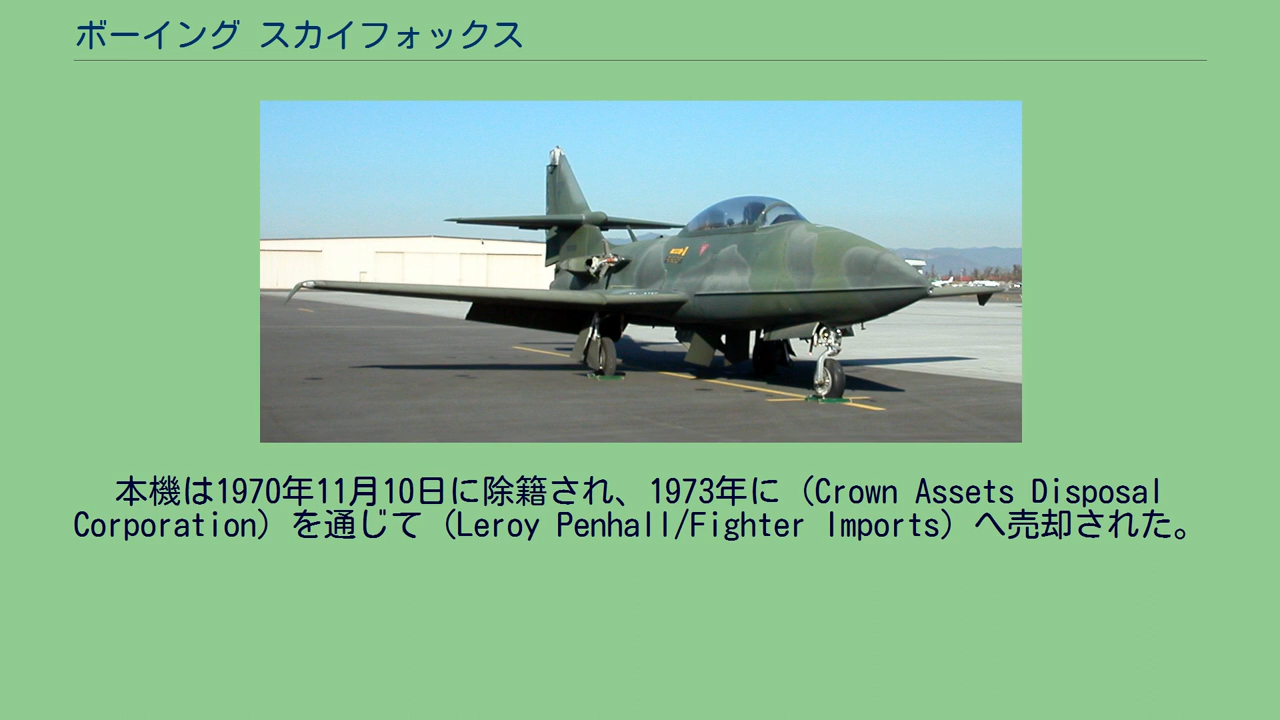 ボーイング スカイフォックス
本機は1970年11月10日に除籍され、1973年に（Crown Assets Disposal
Corporation）を通じて（Leroy Penhall/Fighter Imports）へ売却された。